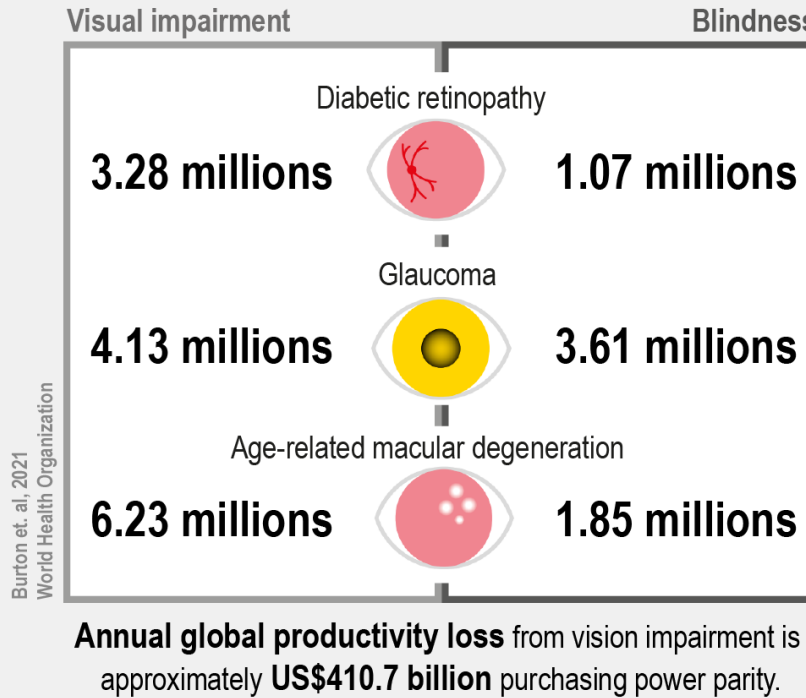 Visual impairment
Blindness
Diabetic retinopathy
3.28 millions
1.07 millions
Glaucoma
4.13 millions
3.61 millions
Age-related macular degeneration
6.23 millions
1.85 millions
Burton et. al, 2021
World Health Organization
Annual global productivity loss from vision impairment is
approximately US$410.7 billion purchasing power parity.